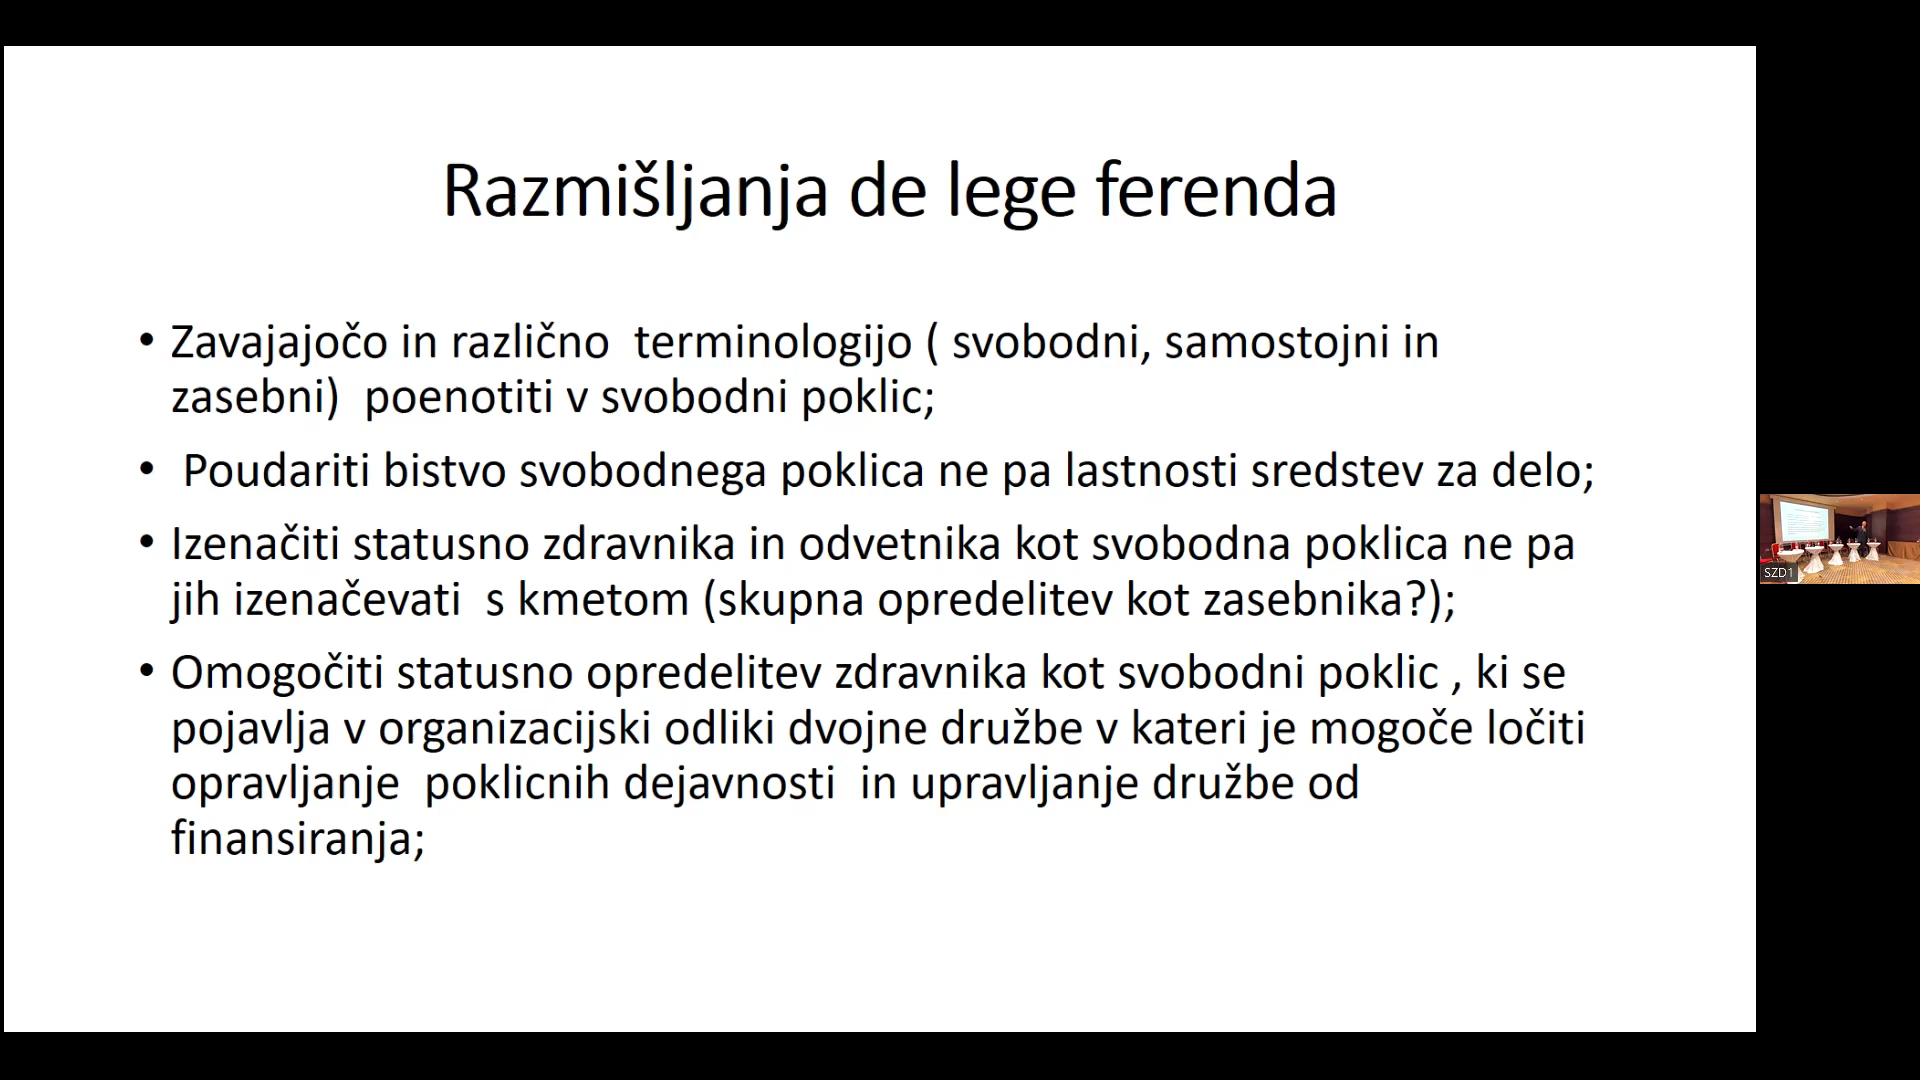 Razmišljanja de lege ferenda
• Zavajajočo in različno  terminologijo ( svobodni, samostojni in
zasebni)  poenotiti v svobodni poklic;
•  Poudariti bistvo svobodnega poklica ne pa lastnosti sredstev za delo;
• Izenačiti statusno zdravnika in odvetnika kot svobodna poklica ne pa
jih izenačevati  s kmetom (skupna opredelitev kot zasebnika?);
• Omogočiti statusno opredelitev zdravnika kot svobodni poklic , ki se
pojavlja v organizacijski odliki dvojne družbe v kateri je mogoče ločiti
opravljanje  poklicnih dejavnosti  in upravljanje družbe od
finansiranja;
SZD1